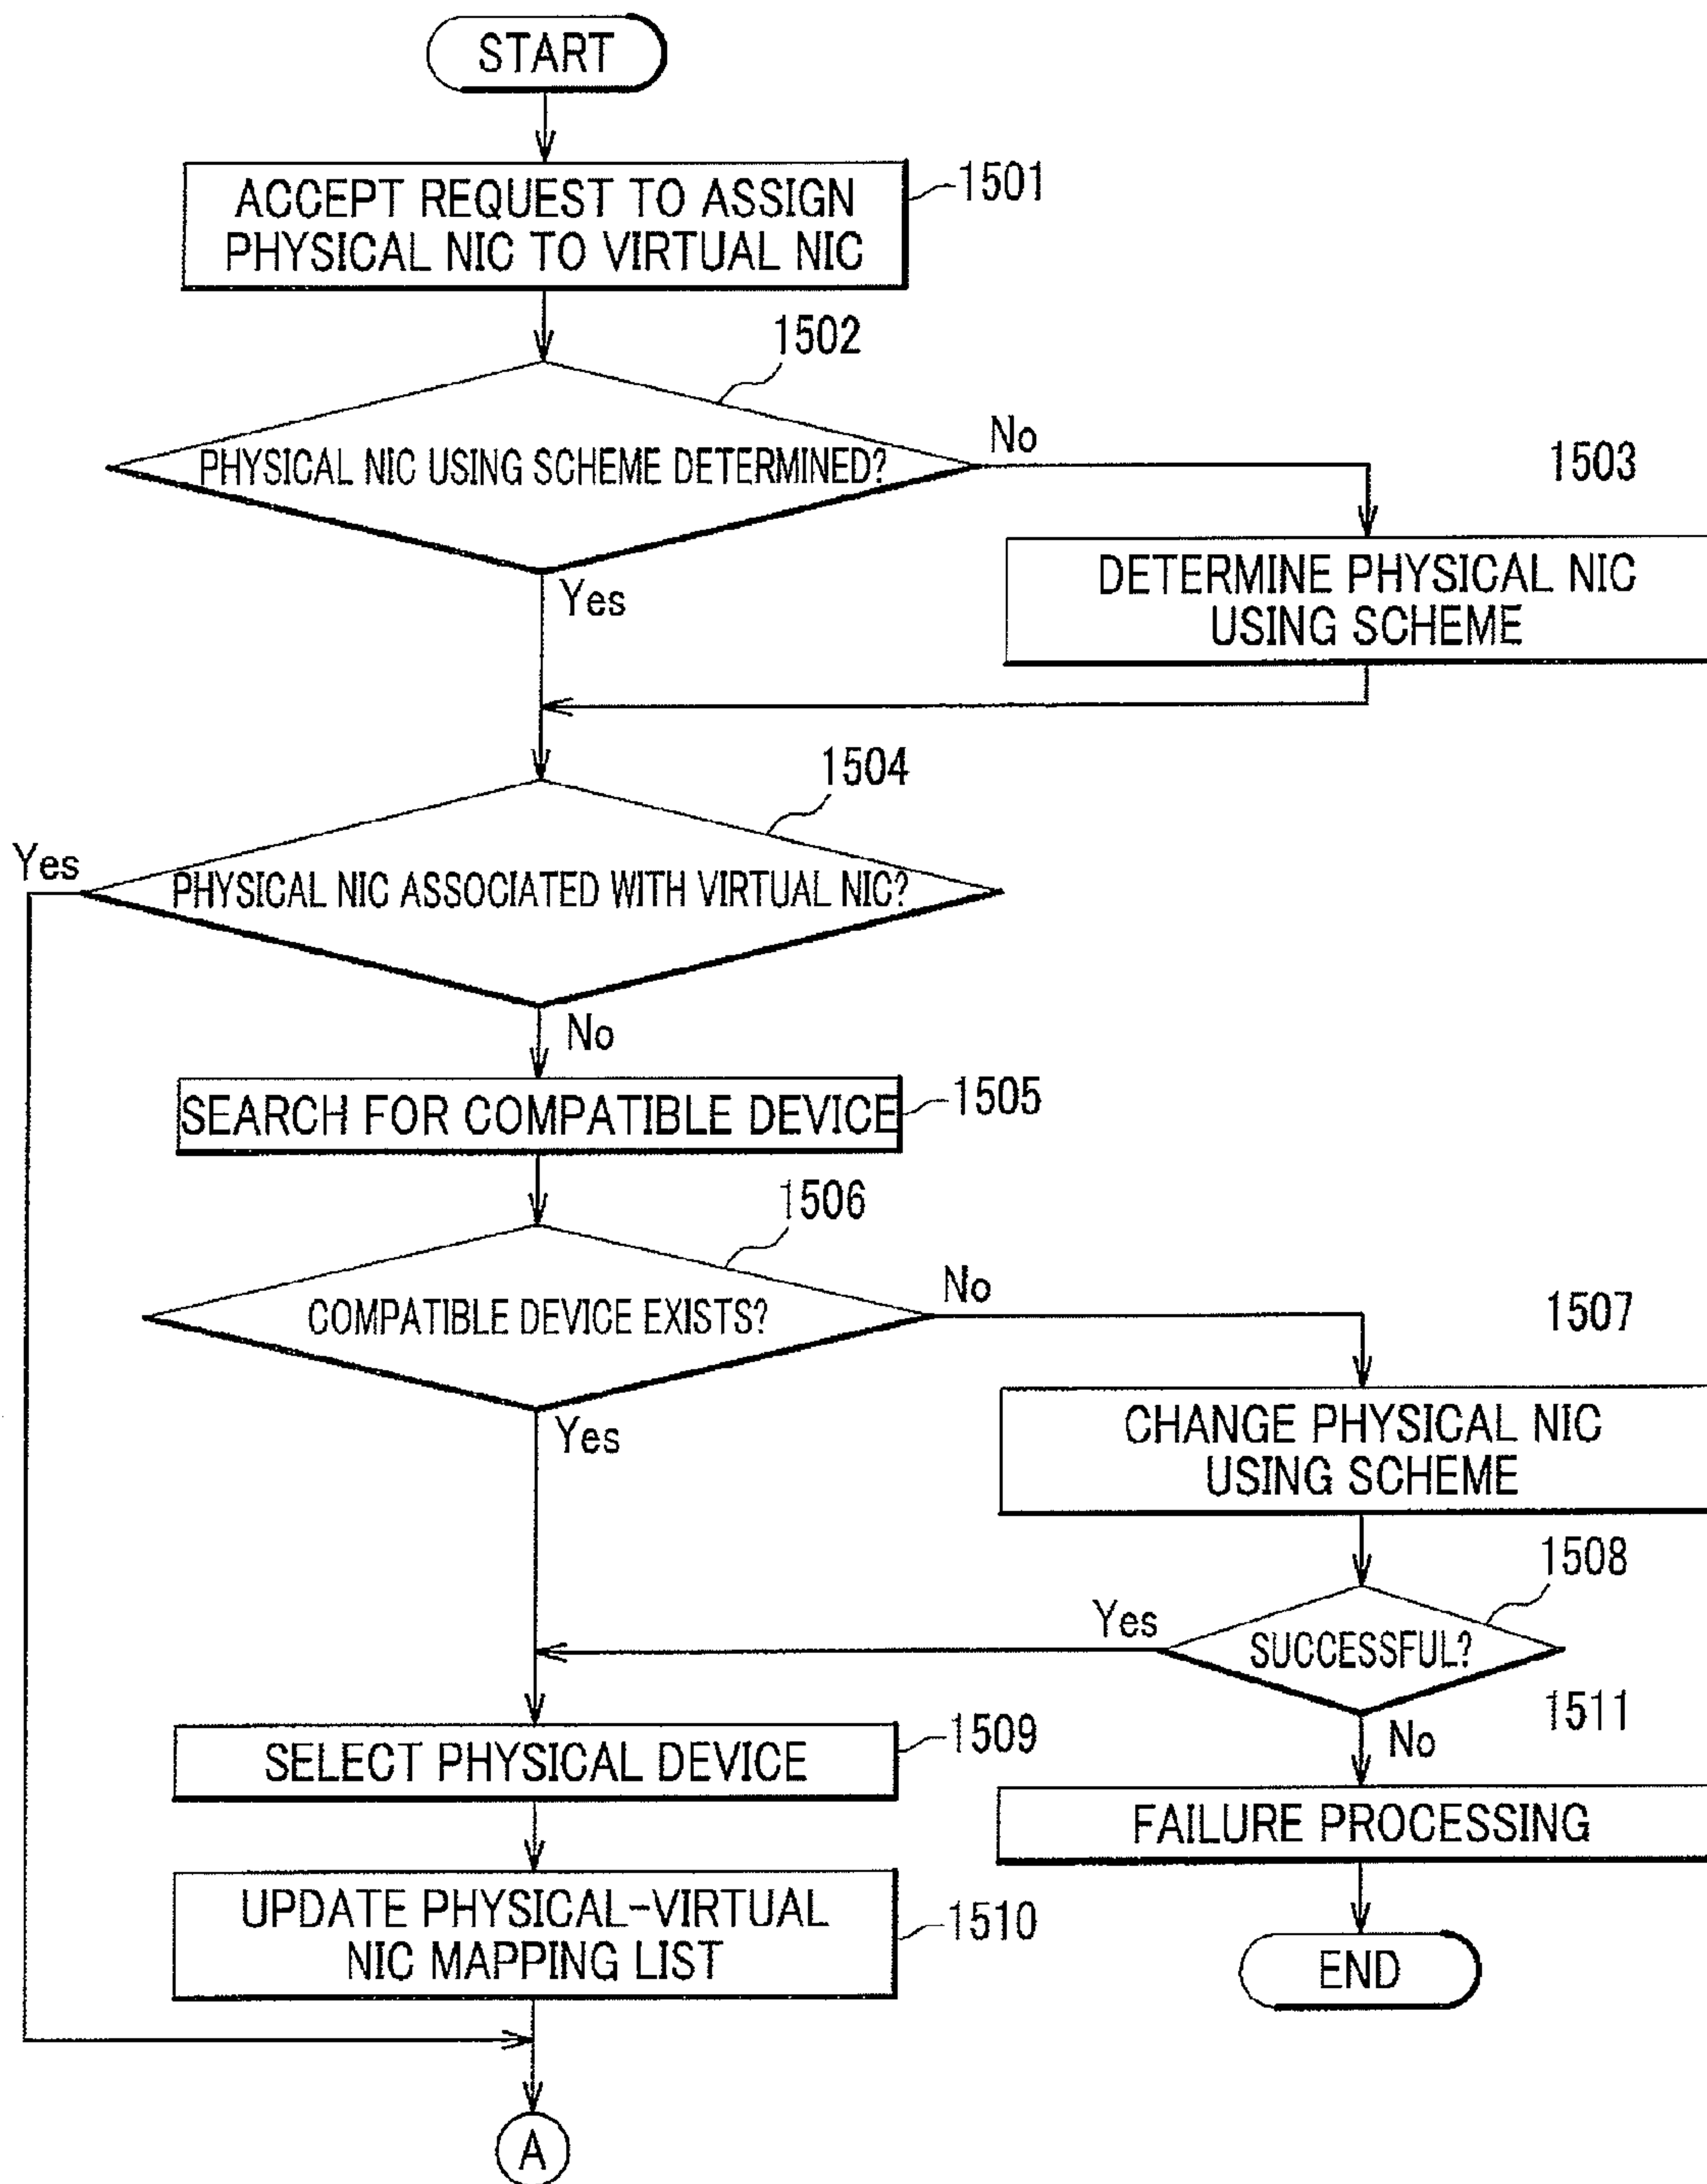 START
ACCEPT REQUEST TO ASSIGN
PHYSICAL NIC TO VIRTUAL NIC
1501
1502
PHYSICAL NIC USING SCHEME DETERMINED?
No
1503
DETERMINE PHYSICAL NIC
USING SCHEME
Yes
1504
Yes
PHYSICAL NIC ASSOCIATED WITH VIRTUAL NIC?
No
SEARCH FOR COMPATIBLE DEVICE
1505
1506
COMPATIBLE DEVICE EXISTS?
No
1507
CHANGE PHYSICAL NIC
USING SCHEME
Yes
1508
Yes
SUCCESSFUL?
1511
No
SELECT PHYSICAL DEVICE
1509
FAILURE PROCESSING
UPDATE PHYSICAL-VIRTUAL
NIC MAPPING LIST
1510
END
A